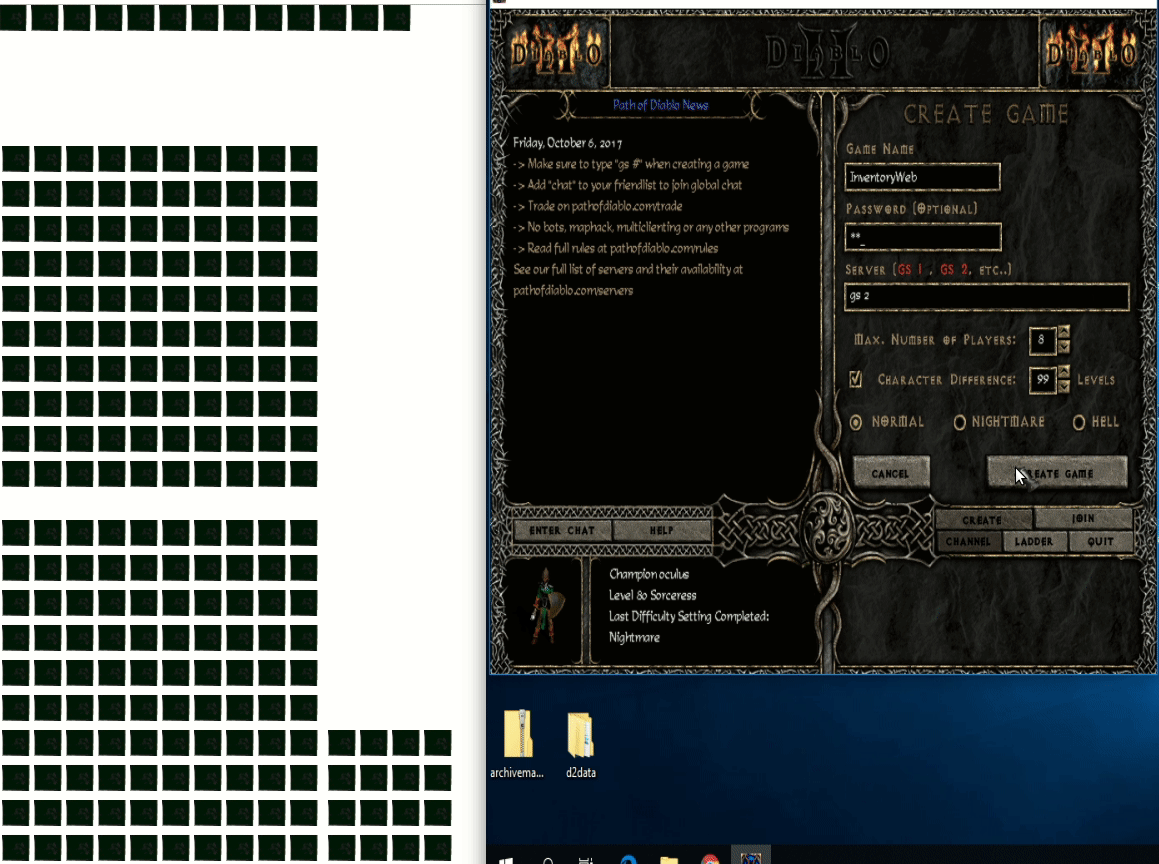 DIABLO
DIABLO
DIABLO
Path of Diablo News
CREATE GAME
Friday, October 6, 2017
-> Make sure to type "gs #" when creating a game
-> Add "chat" to your friendlist to join global chat
-> Trade on pathofdiablo.com/trade
-> No bots, maphack, multiclienting or any other programs
-> Read full rules at pathofdiablo.com/rules
See our full list of servers and their availability at
pathofdiablo.com/servers
GAME NAME
InventoryWeb
PASSWORD (OPTIONAL)
**_
SERVER (GS 1 , GS 2, ETC..)
gs 2
MAX. NUMBER OF PLAYERS: 8
CHARACTER DIFFERENCE: 99 LEVELS
NORMAL NIGHTMARE HELL
CANCEL GAME
ENTER CHAT HELP
CREATE JOIN
CHANNEL LADDER QUIT
Champion oculus
Level 80 Sorceress
Last Difficulty Setting Completed:
Nightmare
archivema... d2data